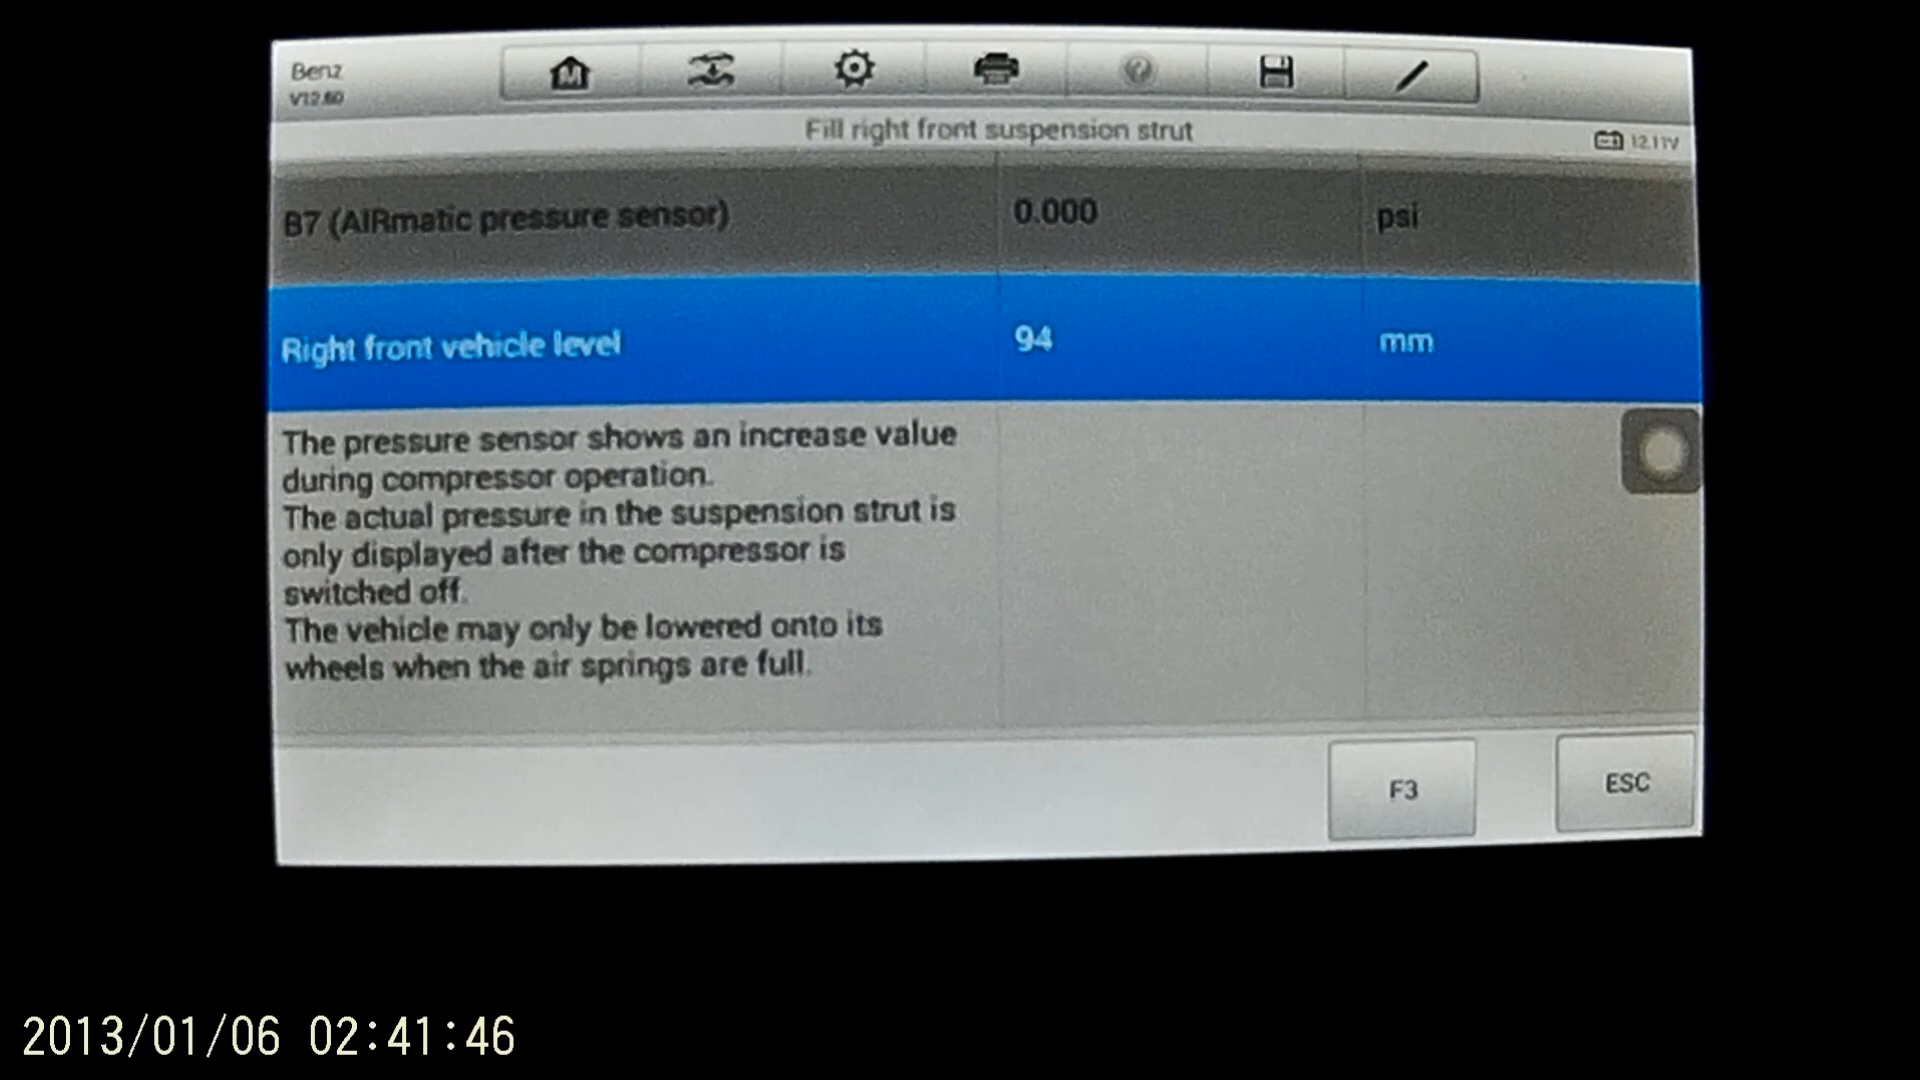 Benz
V12.60
Fill right front suspension strut
12.11V
B7 (AIRmatic pressure sensor) 0.000 psi
Right front vehicle level 94 mm
The pressure sensor shows an increase value
during compressor operation.
The actual pressure in the suspension strut is
only displayed after the compressor is
switched off.
The vehicle may only be lowered onto its
wheels when the air springs are full.
F3 ESC
2013/01/06 02:41:46